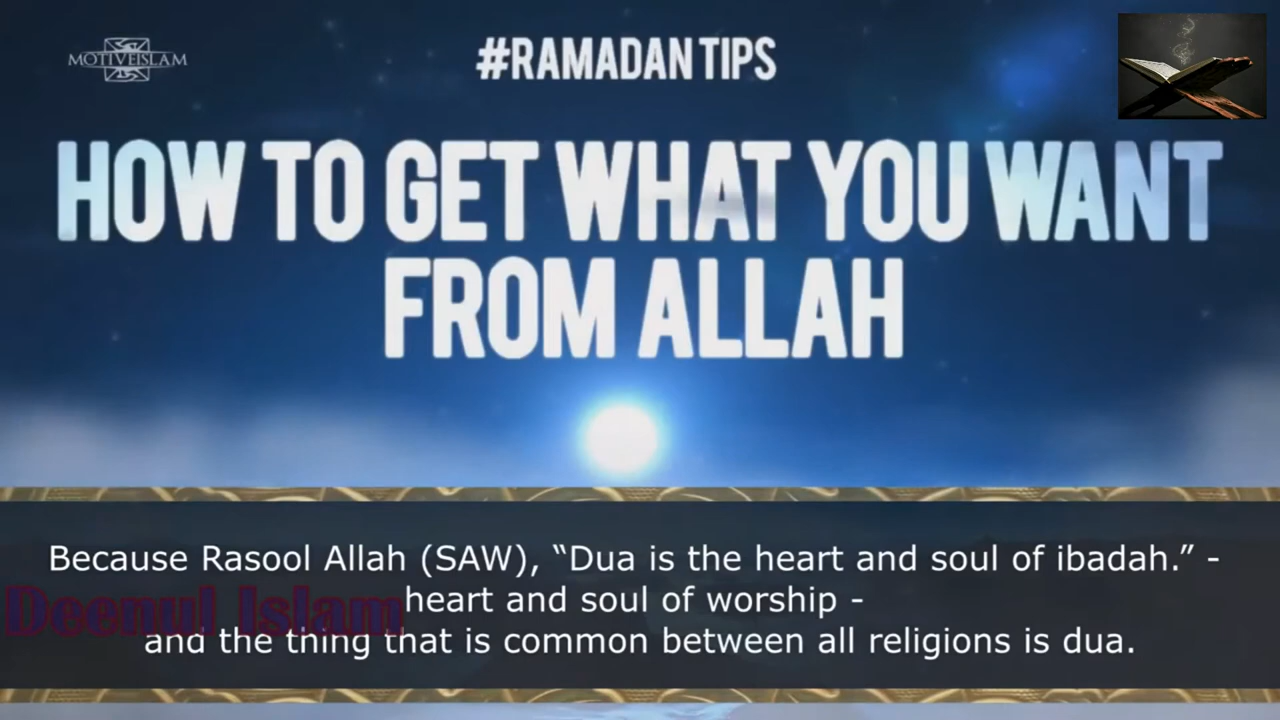 MOTIVEISLAM
#RAMADAN TIPS
HOW TO GET WHAT YOU WANT
FROM ALLAH
Because Rasool Allah (SAW), “Dua is the heart and soul of ibadah.” -
heart and soul of worship -
Deenul Islam
and the thing that is common between all religions is dua.